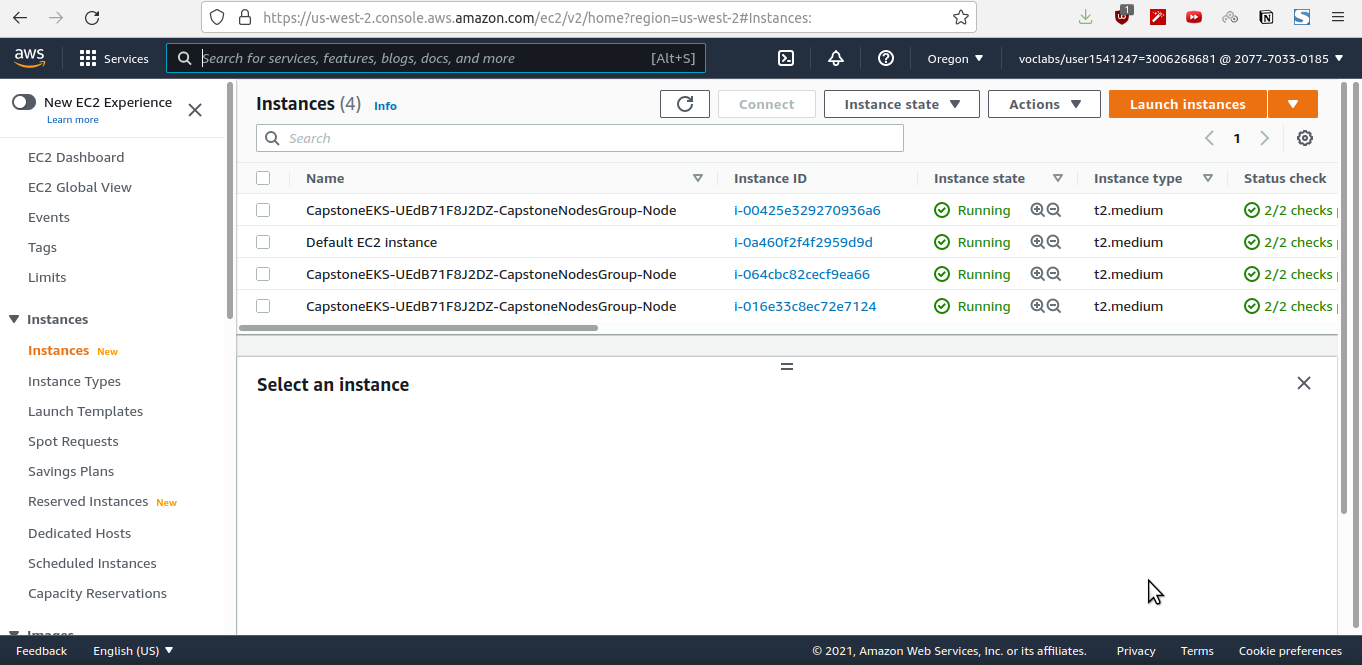 https://us-west-2.console.aws.amazon.com/ec2/v2/home?region=us-west-2#Instances:
1
aws Services Search for services, features, blogs, docs, and more [Alt+S] Oregon voclabs/user1541247=3006268681 @ 2077-7033-0185
New EC2 Experience
Learn more
EC2 Dashboard
EC2 Global View
Events
Tags
Limits
Instances
Instances New
Instance Types
Launch Templates
Spot Requests
Savings Plans
Reserved Instances New
Dedicated Hosts
Scheduled Instances
Capacity Reservations
Images
Instances (4) Info Connect Instance state Actions Launch instances
Search 1
Name Instance ID Instance state Instance type Status check
CapstoneEKS-UEdB71F8J2DZ-CapstoneNodesGroup-Node i-00425e329270936a6 Running t2.medium 2/2 checks
Default EC2 instance i-0a460f2f4f2959d9d Running t2.medium 2/2 checks
CapstoneEKS-UEdB71F8J2DZ-CapstoneNodesGroup-Node i-064cbc82cecf9ea66 Running t2.medium 2/2 checks
CapstoneEKS-UEdB71F8J2DZ-CapstoneNodesGroup-Node i-016e33c8ec72e7124 Running t2.medium 2/2 checks
Select an instance
Feedback English (US) © 2021, Amazon Web Services, Inc. or its affiliates. Privacy Terms Cookie preferences